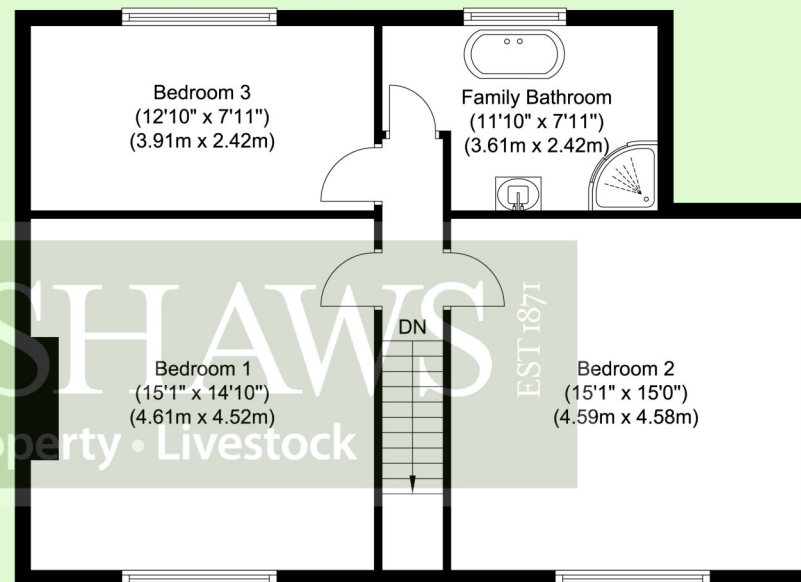 Bedroom 3
(12'10" x 7'11")
(3.91m x 2.42m)
Family Bathroom
(11'10" x 7'11")
(3.61m x 2.42m)
SHAWS
EST 1871
DN
Bedroom 1
(15'1" x 14'10")
(4.61m x 4.52m)
Bedroom 2
(15'1" x 15'0")
(4.59m x 4.58m)
operty • Livestock